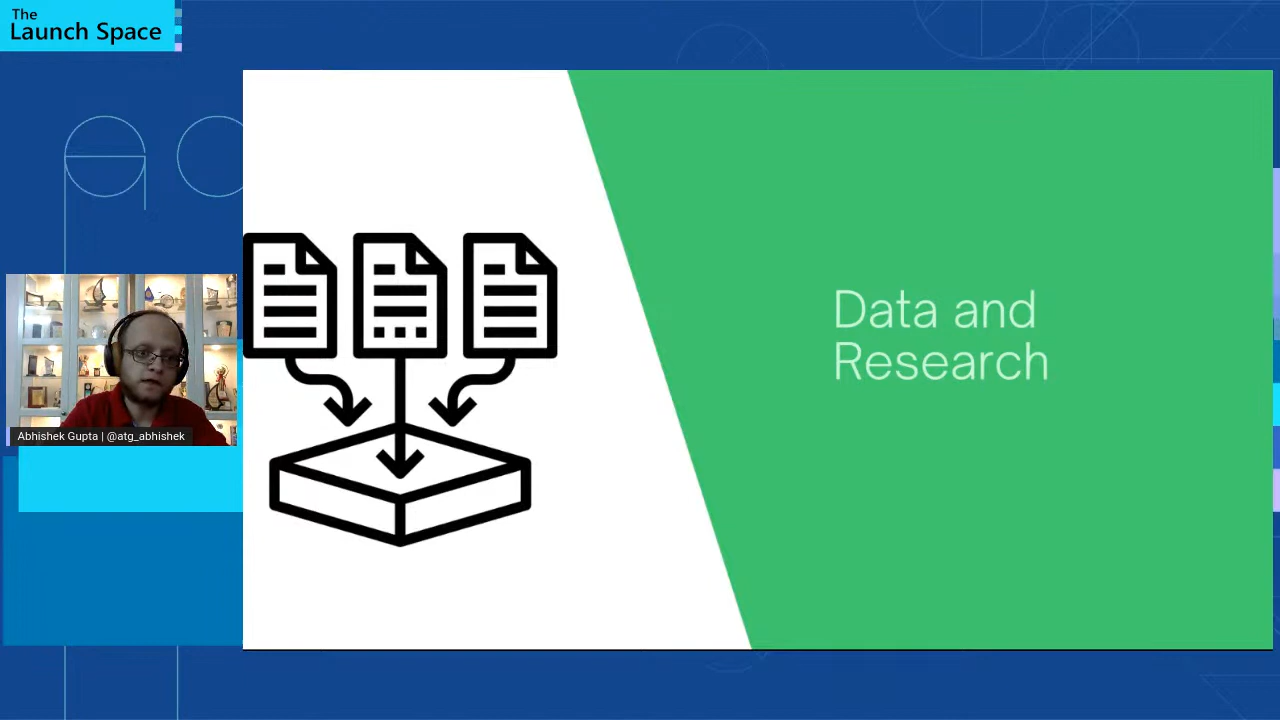 The
Launch Space
Data and
Research
Abhishek Gupta | @atg_abhishek